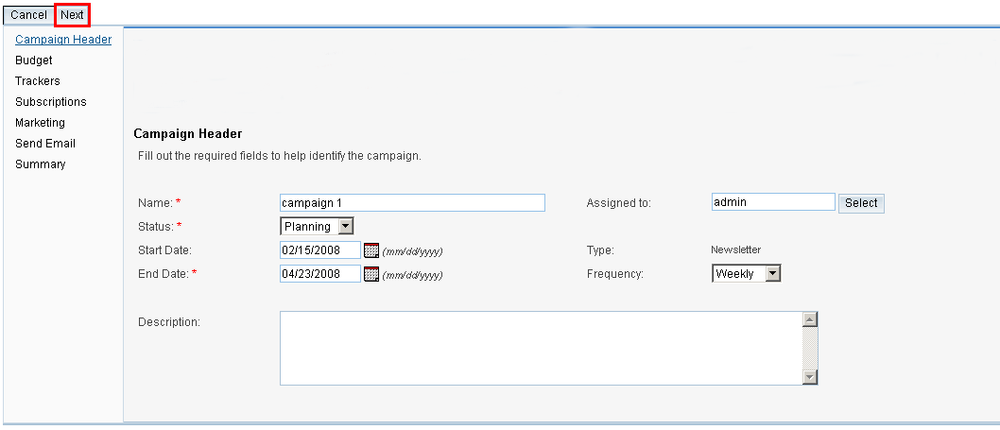 Cancel Next
Campaign Header
Budget
Trackers
Subscriptions
Marketing
Send Email
Summary
Campaign Header
Fill out the required fields to help identify the campaign.
Name: * campaign 1 Assigned to: admin Select
Status: * Planning
Start Date: 02/15/2008 (mm/dd/yyyy) Type: Newsletter
End Date: * 04/23/2008 (mm/dd/yyyy) Frequency: Weekly
Description: